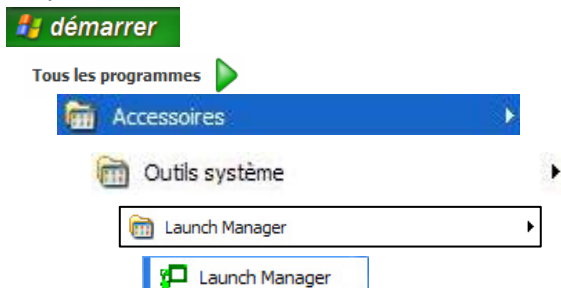 démarrer
Tous les programmes
Accessoires
Outils système
Launch Manager
Launch Manager